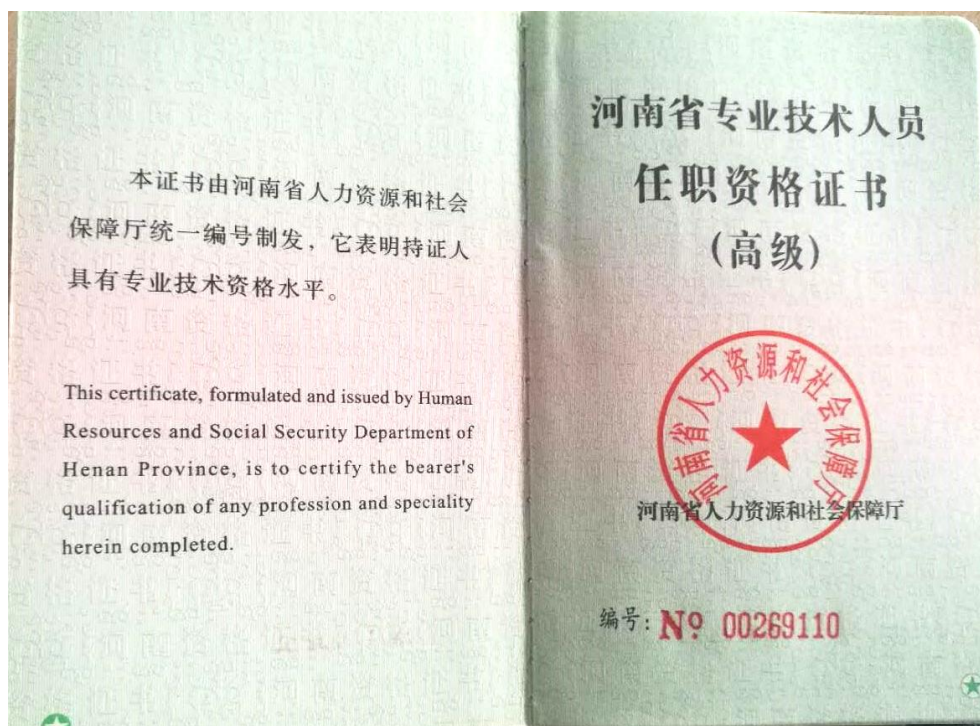 本证书由河南省人力资源和社会
保障厅统一编号制发，它表明持证人
具有专业技术资格水平。
This certificate, formulated and issued by Human
Resources and Social Security Department of
Henan Province, is to certify the bearer's
qualification of any profession and speciality
herein completed.
河南省专业技术人员
任职资格证书
(高级)
河南省人力资源和社会保障厅
河南省人力资源和社会保障厅
编号: Nº 00269110